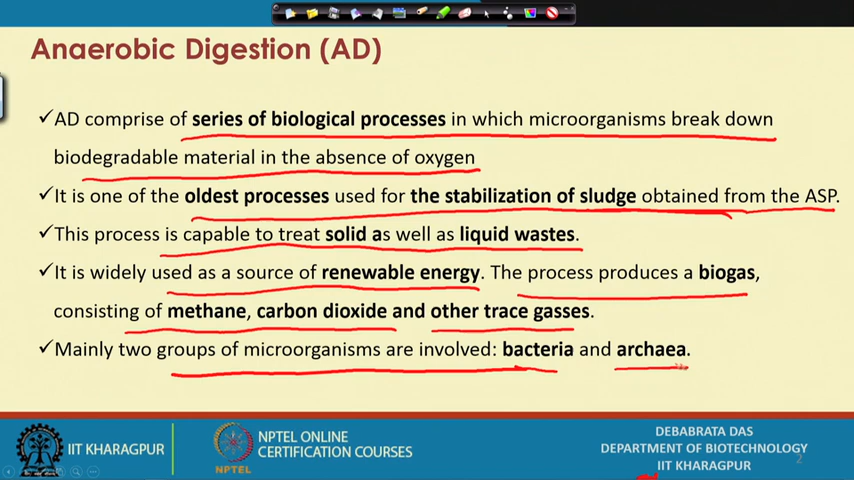 Anaerobic Digestion (AD)
✓AD comprise of series of biological processes in which microorganisms break down
biodegradable material in the absence of oxygen
✓It is one of the oldest processes used for the stabilization of sludge obtained from the ASP.
✓This process is capable to treat solid as well as liquid wastes.
✓It is widely used as a source of renewable energy. The process produces a biogas,
consisting of methane, carbon dioxide and other trace gasses.
✓Mainly two groups of microorganisms are involved: bacteria and archaea.
IIT KHARAGPUR
NPTEL
NPTEL ONLINE
CERTIFICATION COURSES
DEBABRATA DAS
DEPARTMENT OF BIOTECHNOLOGY
IIT KHARAGPUR
2